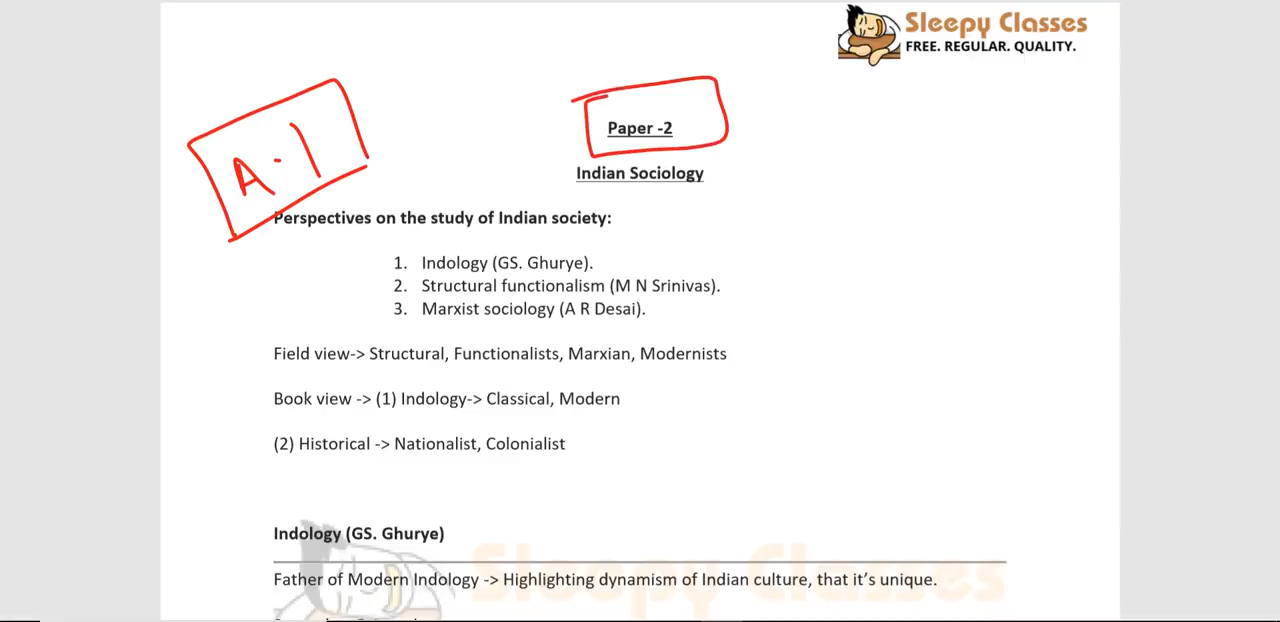 Sleepy Classes
FREE. REGULAR. QUALITY.
A.1
Paper -2
Indian Sociology
Perspectives on the study of Indian society:
1. Indology (GS. Ghurye).
2. Structural functionalism (M N Srinivas).
3. Marxist sociology (A R Desai).
Field view-> Structural, Functionalists, Marxian, Modernists
Book view -> (1) Indology-> Classical, Modern
(2) Historical -> Nationalist, Colonialist
Indology (GS. Ghurye)
Sleepy Classes
Father of Modern Indology -> Highlighting dynamism of Indian culture, that it's unique.